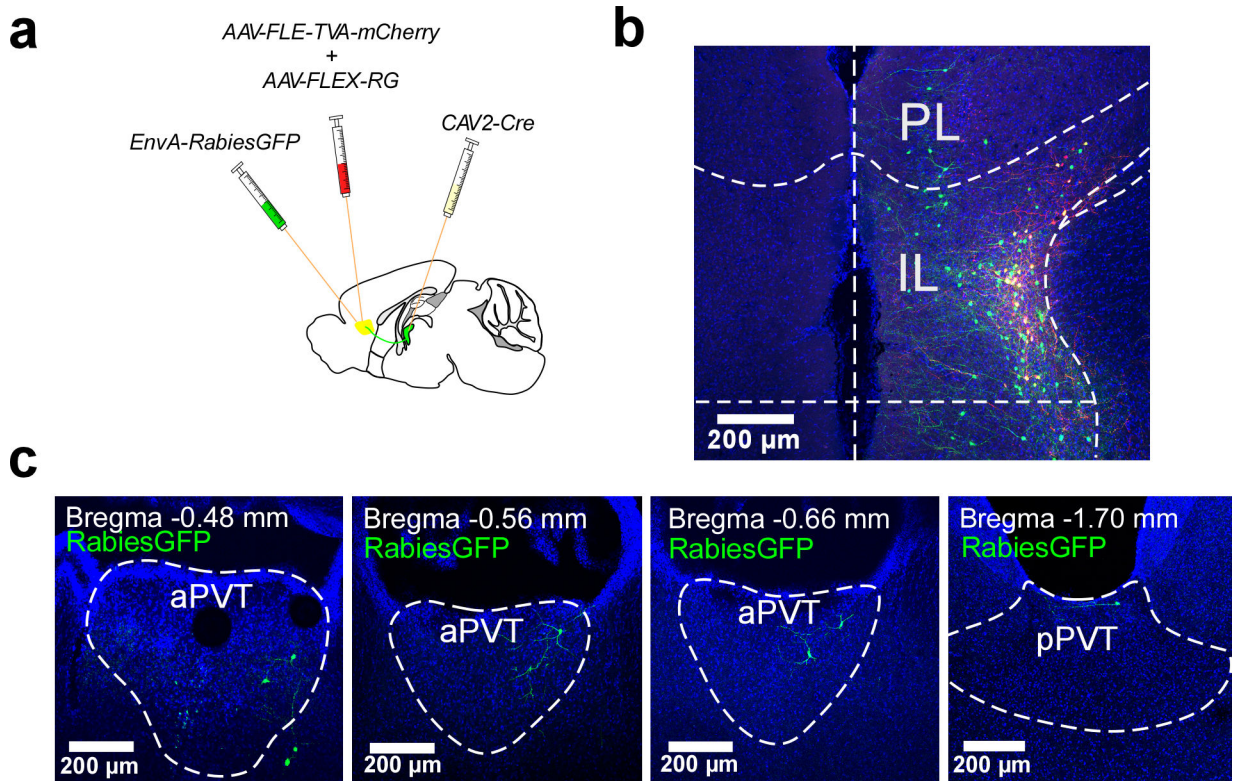 a
AAV-FLE-TVA-mCherry
+
AAV-FLEX-RG
EnvA-RabiesGFP
CAV2-Cre
b
PL
IL
200 µm
c
Bregma -0.48 mm
RabiesGFP
aPVT
200 µm
Bregma -0.56 mm
RabiesGFP
aPVT
200 µm
Bregma -0.66 mm
RabiesGFP
aPVT
200 µm
Bregma -1.70 mm
RabiesGFP
pPVT
200 µm